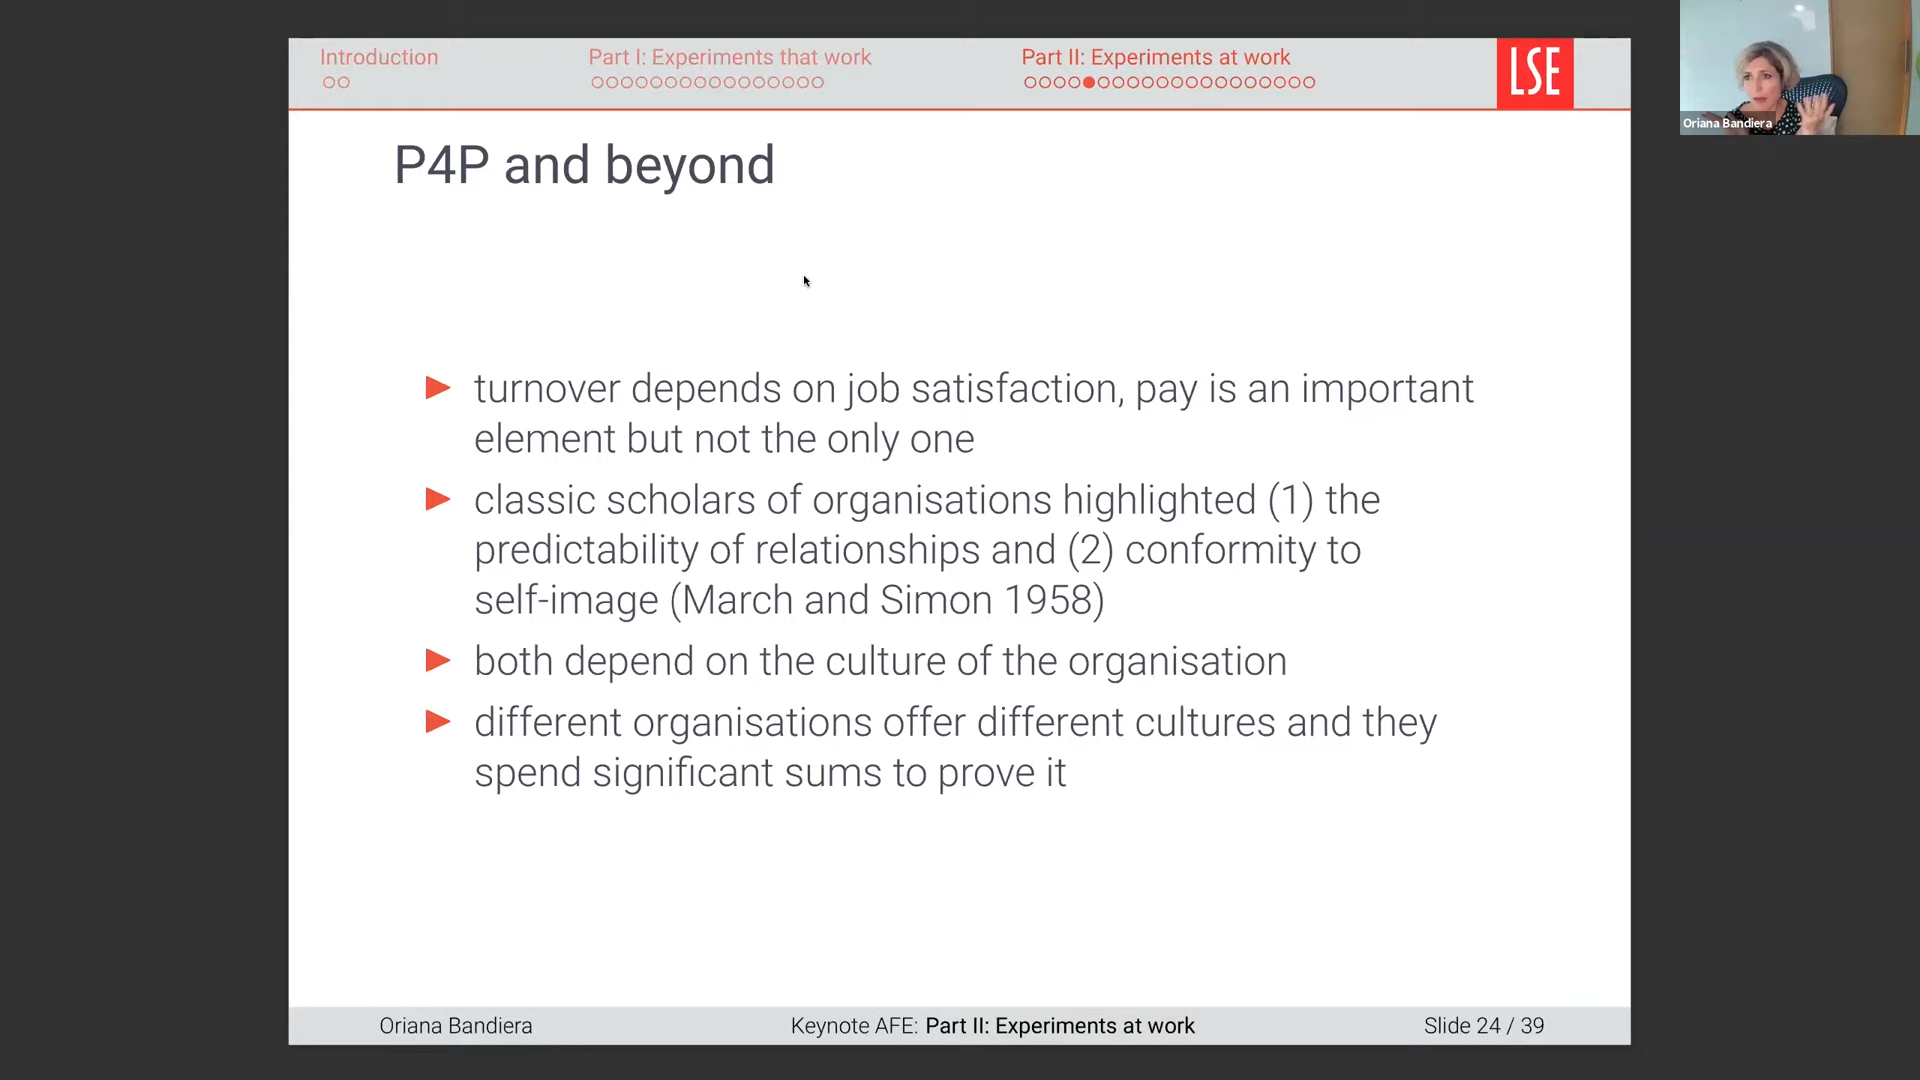 Introduction
Part I: Experiments that work
Part II: Experiments at work
LSE
Oriana Bandiera
P4P and beyond
turnover depends on job satisfaction, pay is an important
element but not the only one
classic scholars of organisations highlighted (1) the
predictability of relationships and (2) conformity to
self-image (March and Simon 1958)
both depend on the culture of the organisation
different organisations offer different cultures and they
spend significant sums to prove it
Oriana Bandiera
Keynote AFE: Part II: Experiments at work
Slide 24 / 39